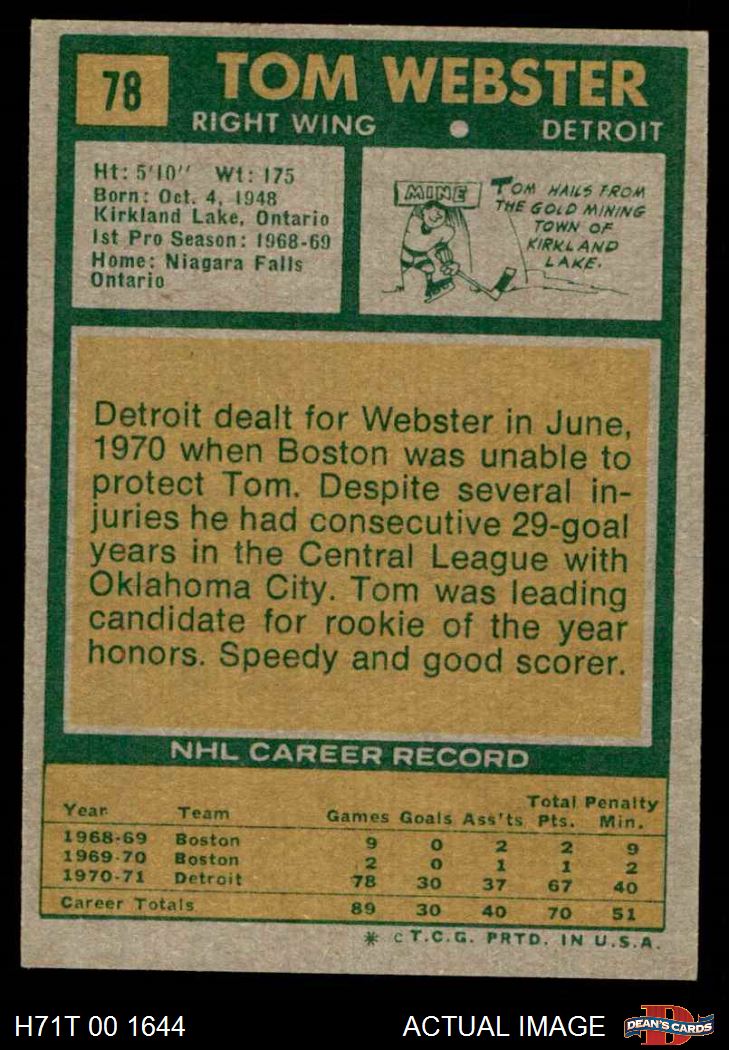 78
TOM WEBSTER
RIGHT WING • DETROIT
Ht: 5'10'' Wt: 175
Born: Oct. 4, 1948
Kirkland Lake, Ontario
1st Pro Season: 1968-69
Home: Niagara Falls
Ontario
MINE
TOM HAILS FROM
THE GOLD MINING
TOWN OF
KIRKLAND
LAKE.
Detroit dealt for Webster in June,
1970 when Boston was unable to
protect Tom. Despite several in-
juries he had consecutive 29-goal
years in the Central League with
Oklahoma City. Tom was leading
candidate for rookie of the year
honors. Speedy and good scorer.
NHL CAREER RECORD
Year Team Games Goals Ass'ts Total Pts. Penalty Min.
1968-69 Boston 9 0 2 2 9
1969-70 Boston 2 0 1 1 2
1970-71 Detroit 78 30 37 67 40
Career Totals 89 30 40 70 51
* © T.C.G. PRTD. IN U.S.A.
H71T 00 1644
ACTUAL IMAGE
DEAN'S CARDS